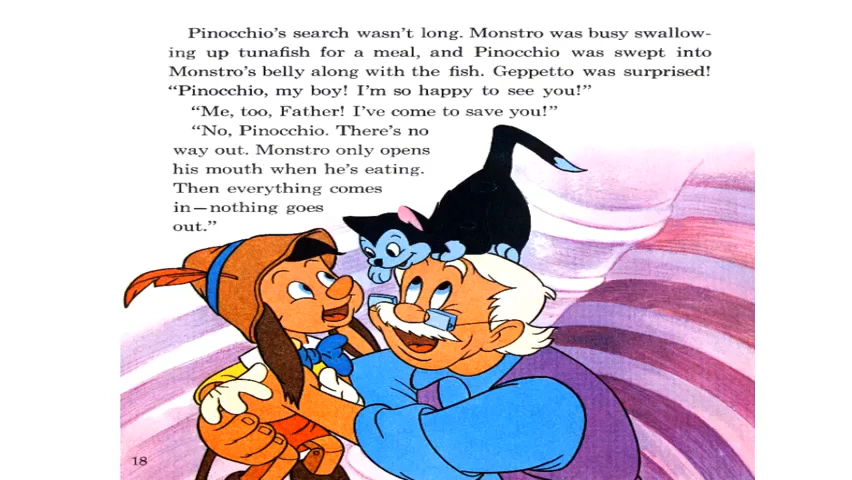 Pinocchio's search wasn't long. Monstro was busy swallow-
ing up tunafish for a meal, and Pinocchio was swept into
Monstro's belly along with the fish. Geppetto was surprised!
“Pinocchio, my boy! I'm so happy to see you!”
“Me, too, Father! I've come to save you!”
“No, Pinocchio. There's no
way out. Monstro only opens
his mouth when he's eating.
Then everything comes
in—nothing goes
out.”
18